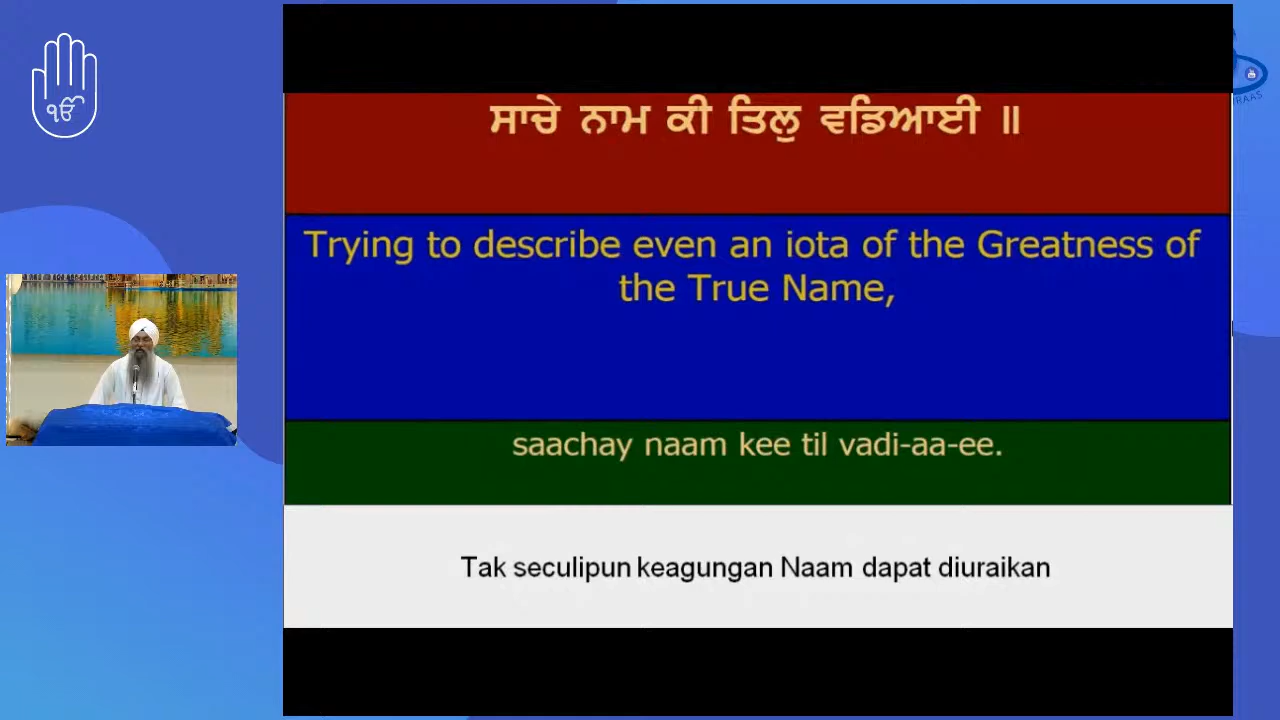 ੴ
ਸਾਚੇ ਨਾਮ ਕੀ ਤਿਲੁ ਵਡਿਆਈ ॥
Trying to describe even an iota of the Greatness of
the True Name,
saachay naam kee til vadi-aa-ee.
Tak seculipun keagungan Naam dapat diuraikan